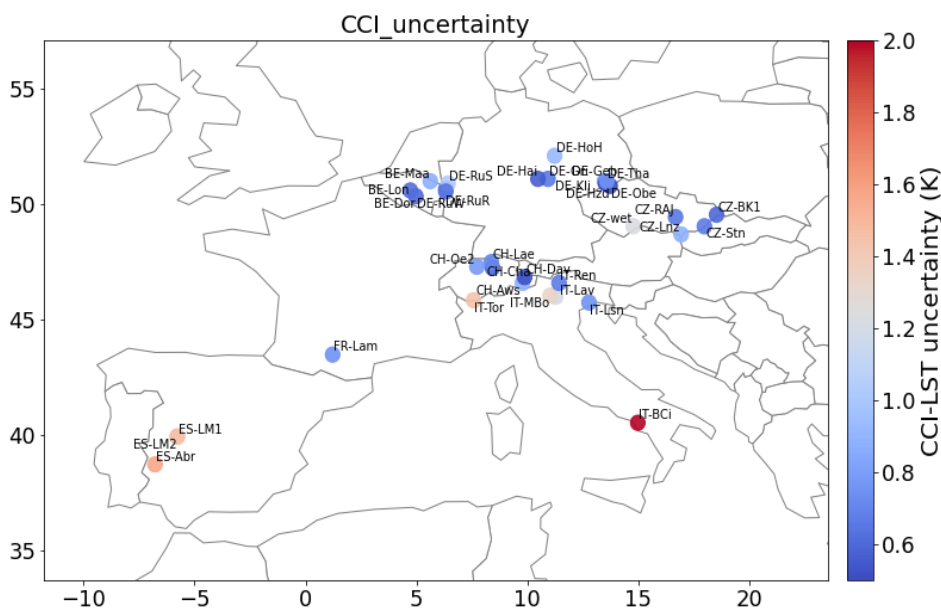 CCI_uncertainty
55
50
45
40
35
−10
−5
0
5
10
15
20
DE-HoH
BE-Maa
DE-RuS
DE-Hai
DE-Geb
DE-Tha
BE-Lon
DE-Kli
DE-RuR
BE-Dor
DE-Hzd
DE-Obe
CZ-RAJ
CZ-BK1
CZ-wet
CZ-Lnz
CZ-Stn
CH-Oe2
CH-Lae
CH-Cha
CH-Dav
IT-Ren
CH-Aws
IT-Lav
IT-Tor
IT-MBo
IT-Lsn
FR-Lam
IT-BCi
ES-LM1
ES-LM2
ES-Abr
2.0
1.8
1.6
1.4
1.2
1.0
0.8
0.6
CCI-LST uncertainty (K)